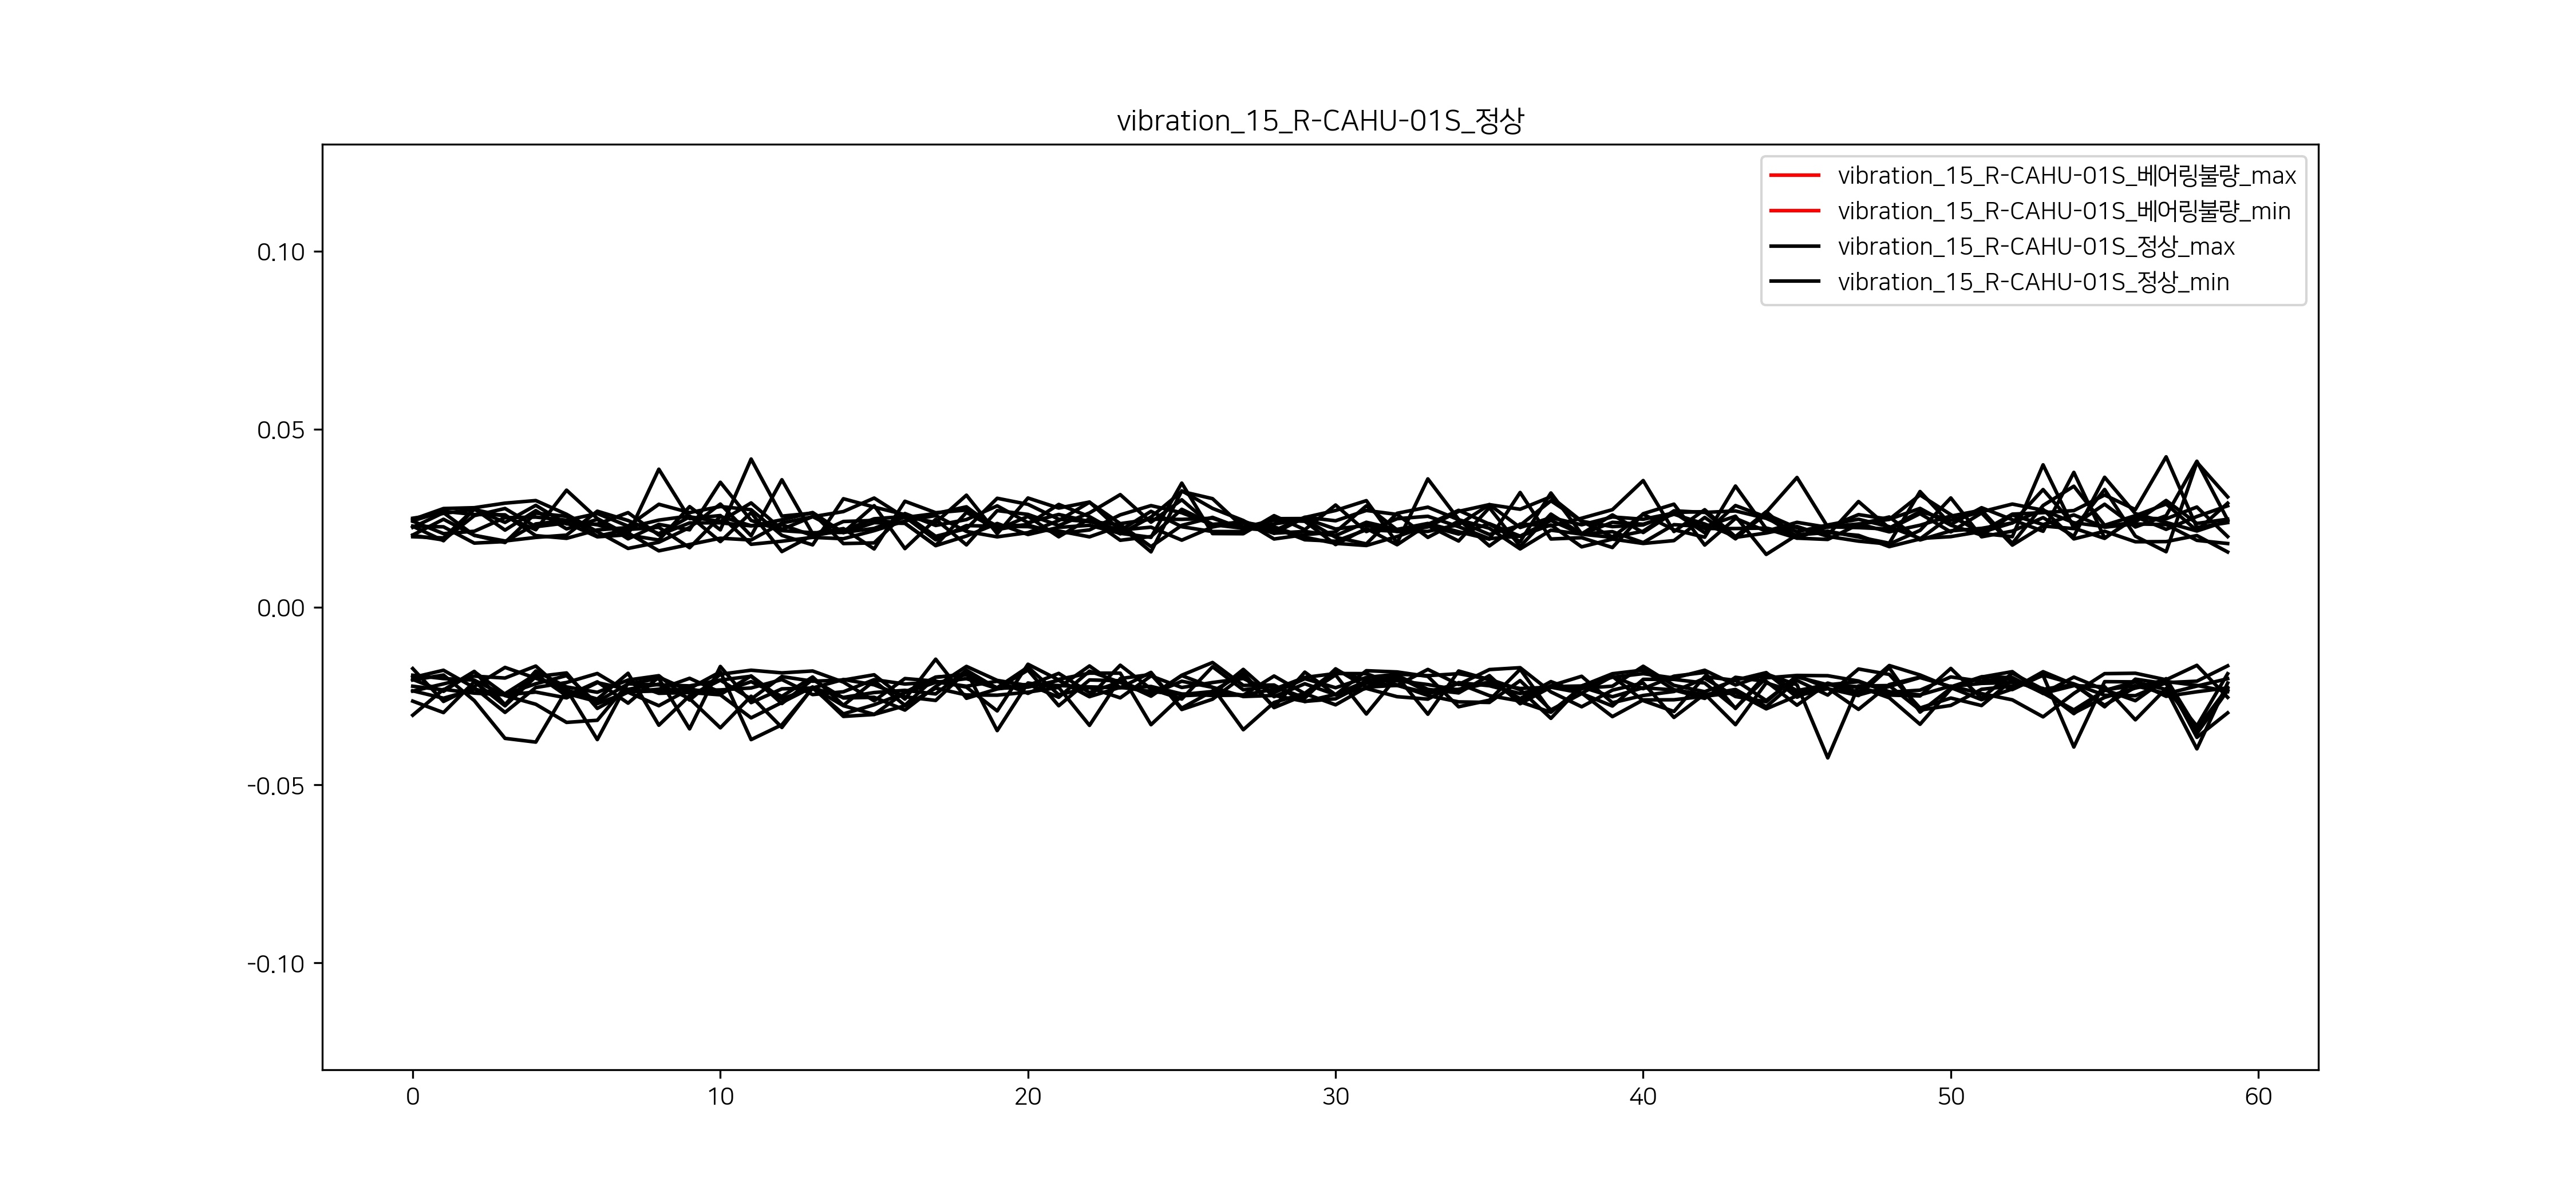 vibration_15_R-CAHU-01S_정상
vibration_15_R-CAHU-01S_베어링불량_max
vibration_15_R-CAHU-01S_베어링불량_min
vibration_15_R-CAHU-01S_정상_max
vibration_15_R-CAHU-01S_정상_min
0.10
0.05
0.00
-0.05
-0.10
0 10 20 30 40 50 60